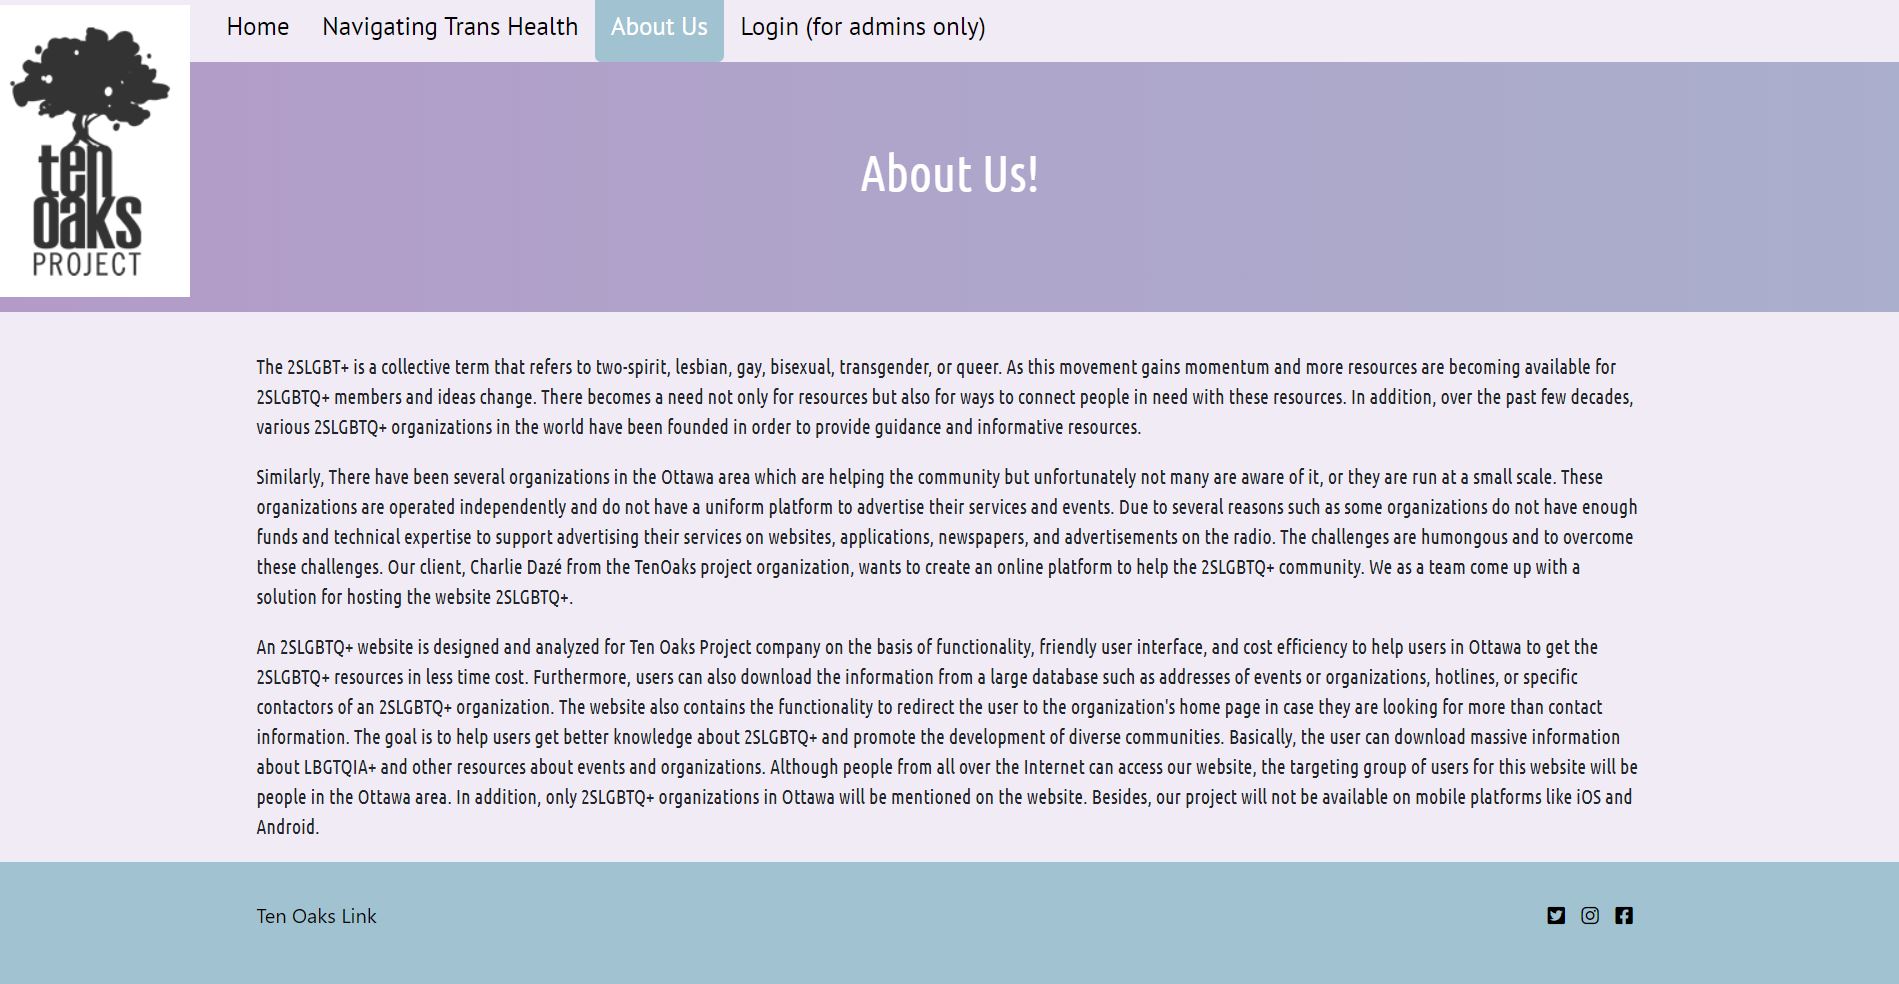 Home Navigating Trans Health About Us Login (for admins only)
ten
oaks
PROJECT
About Us!
The 2SLGBT+ is a collective term that refers to two-spirit, lesbian, gay, bisexual, transgender, or queer. As this movement gains momentum and more resources are becoming available for
2SLGBTQ+ members and ideas change. There becomes a need not only for resources but also for ways to connect people in need with these resources. In addition, over the past few decades,
various 2SLGBTQ+ organizations in the world have been founded in order to provide guidance and informative resources.
Similarly, There have been several organizations in the Ottawa area which are helping the community but unfortunately not many are aware of it, or they are run at a small scale. These
organizations are operated independently and do not have a uniform platform to advertise their services and events. Due to several reasons such as some organizations do not have enough
funds and technical expertise to support advertising their services on websites, applications, newspapers, and advertisements on the radio. The challenges are humongous and to overcome
these challenges. Our client, Charlie Dazé from the TenOaks project organization, wants to create an online platform to help the 2SLGBTQ+ community. We as a team come up with a
solution for hosting the website 2SLGBTQ+.
An 2SLGBTQ+ website is designed and analyzed for Ten Oaks Project company on the basis of functionality, friendly user interface, and cost efficiency to help users in Ottawa to get the
2SLGBTQ+ resources in less time cost. Furthermore, users can also download the information from a large database such as addresses of events or organizations, hotlines, or specific
contactors of an 2SLGBTQ+ organization. The website also contains the functionality to redirect the user to the organization's home page in case they are looking for more than contact
information. The goal is to help users get better knowledge about 2SLGBTQ+ and promote the development of diverse communities. Basically, the user can download massive information
about LBGTQIA+ and other resources about events and organizations. Although people from all over the Internet can access our website, the targeting group of users for this website will be
people in the Ottawa area. In addition, only 2SLGBTQ+ organizations in Ottawa will be mentioned on the website. Besides, our project will not be available on mobile platforms like iOS and
Android.
Ten Oaks Link